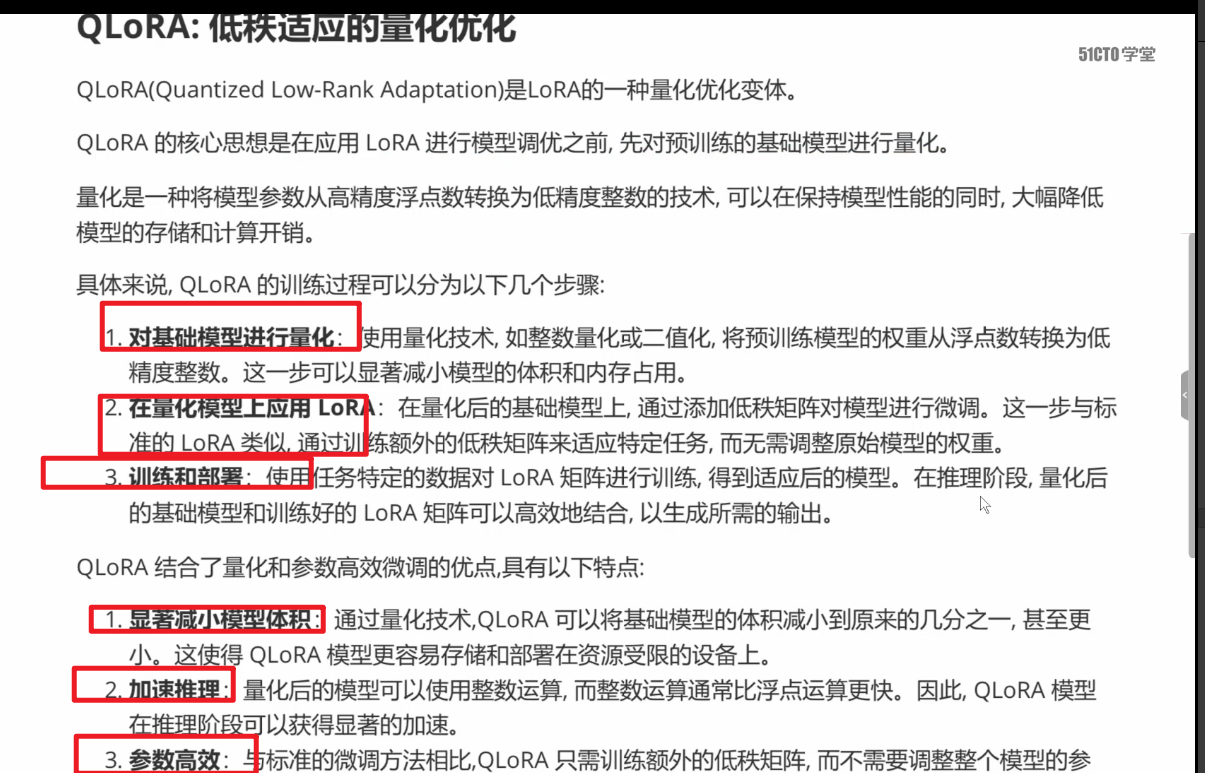 QLoRA: 低秩适应的量化优化
51CTO学堂
QLoRA(Quantized Low-Rank Adaptation)是LoRA的一种量化优化变体。
QLoRA 的核心思想是在应用 LoRA 进行模型调优之前, 先对预训练的基础模型进行量化。
量化是一种将模型参数从高精度浮点数转换为低精度整数的技术, 可以在保持模型性能的同时, 大幅降低
模型的存储和计算开销。
具体来说, QLoRA 的训练过程可以分为以下几个步骤:
1. 对基础模型进行量化：使用量化技术, 如整数量化或二值化, 将预训练模型的权重从浮点数转换为低
精度整数。这一步可以显著减小模型的体积和内存占用。
2. 在量化模型上应用 LoRA：在量化后的基础模型上, 通过添加低秩矩阵对模型进行微调。这一步与标
准的 LoRA 类似, 通过训练额外的低秩矩阵来适应特定任务, 而无需调整原始模型的权重。
3. 训练和部署：使用任务特定的数据对 LoRA 矩阵进行训练, 得到适应后的模型。在推理阶段, 量化后
的基础模型和训练好的 LoRA 矩阵可以高效地结合, 以生成所需的输出。
QLoRA 结合了量化和参数高效微调的优点,具有以下特点:
1. 显著减小模型体积：通过量化技术,QLoRA 可以将基础模型的体积减小到原来的几分之一, 甚至更
小。这使得 QLoRA 模型更容易存储和部署在资源受限的设备上。
2. 加速推理：量化后的模型可以使用整数运算, 而整数运算通常比浮点运算更快。因此, QLoRA 模型
在推理阶段可以获得显著的加速。
3. 参数高效：与标准的微调方法相比,QLoRA 只需训练额外的低秩矩阵, 而不需要调整整个模型的参